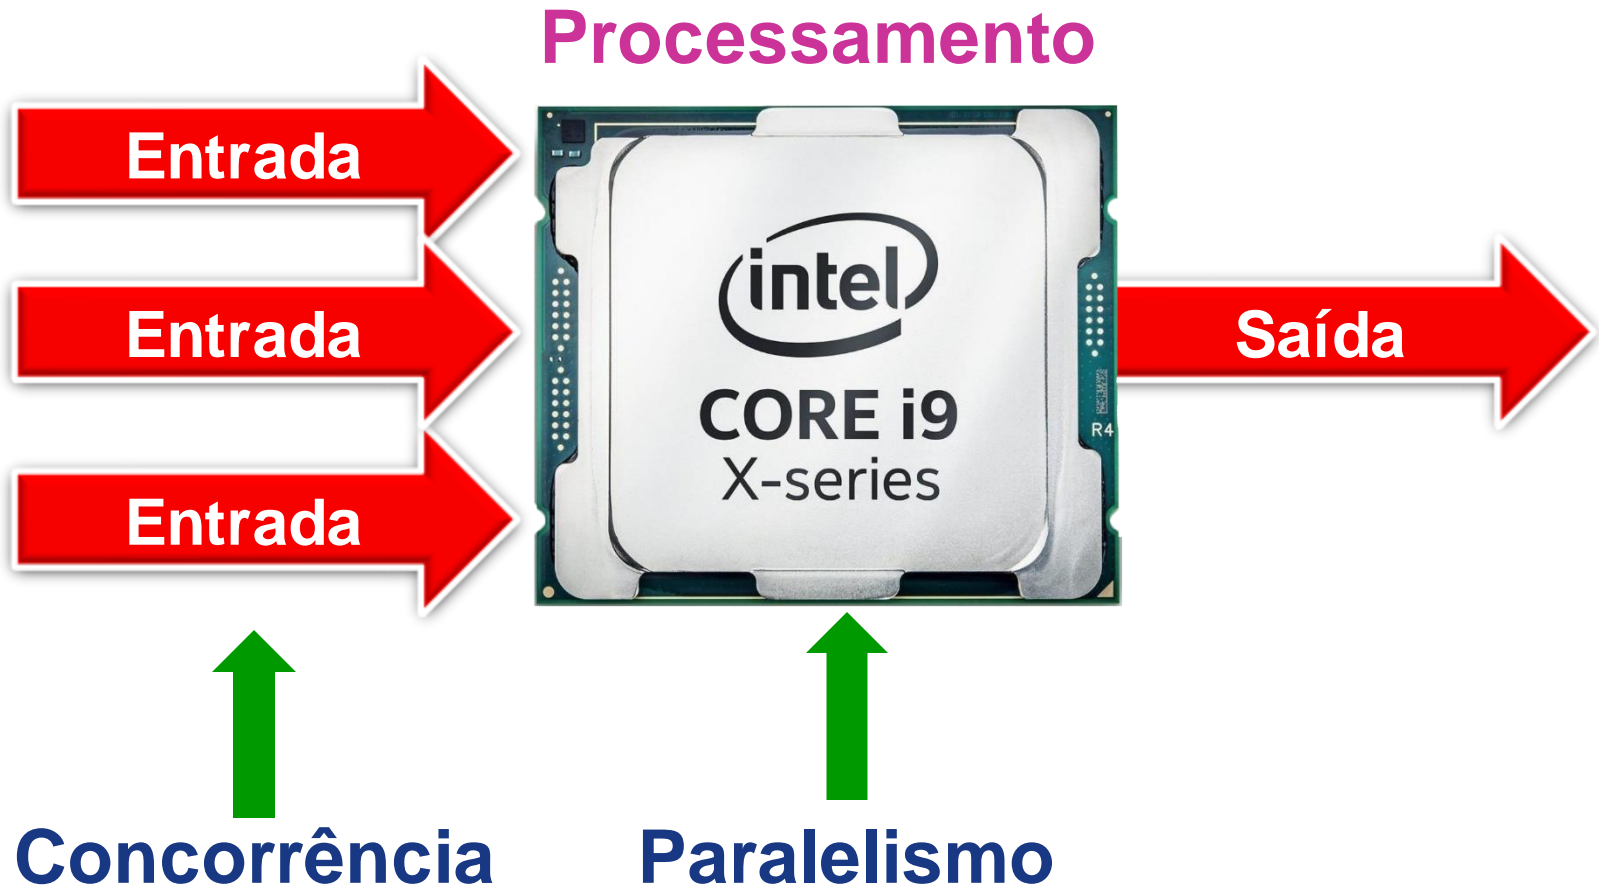 Processamento
Entrada
Entrada
Entrada
intel
CORE i9
X-series
R4
Saída
Concorrência
Paralelismo